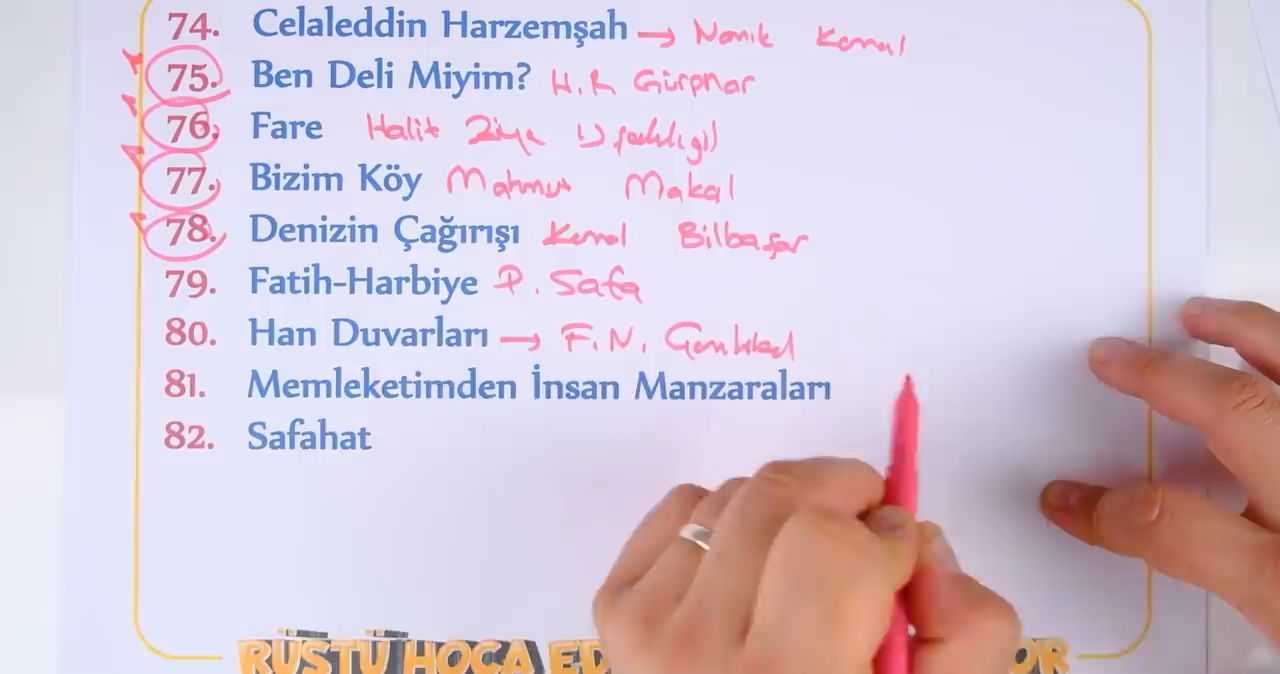 74. Celaleddin Harzemşah → Namık Kemal
75. Ben Deli Miyim? H.R Gürpınar
76. Fare Halit Ziya Uşaklıgil
77. Bizim Köy Mahmut Makal
78. Denizin Çağırışı Kemal Bilbaşar
79. Fatih-Harbiye P. Safa
80. Han Duvarları → F.N. Çamlıbel
81. Memleketimden İnsan Manzaraları
82. Safahat
RÜŞTÜ HOCA